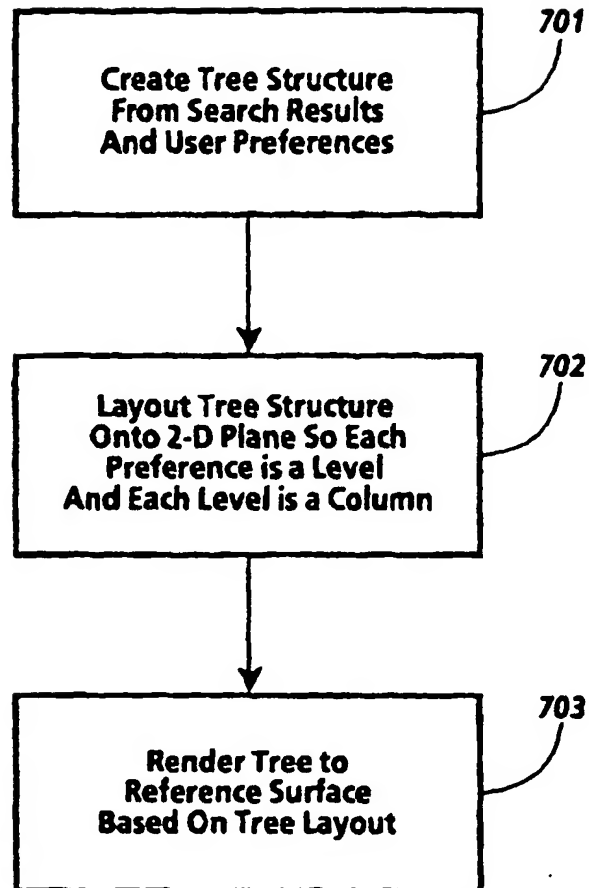 701
Create Tree Structure
From Search Results
And User Preferences
702
Layout Tree Structure
Onto 2-D Plane So Each
Preference is a Level
And Each Level is a Column
703
Render Tree to
Reference Surface
Based On Tree Layout